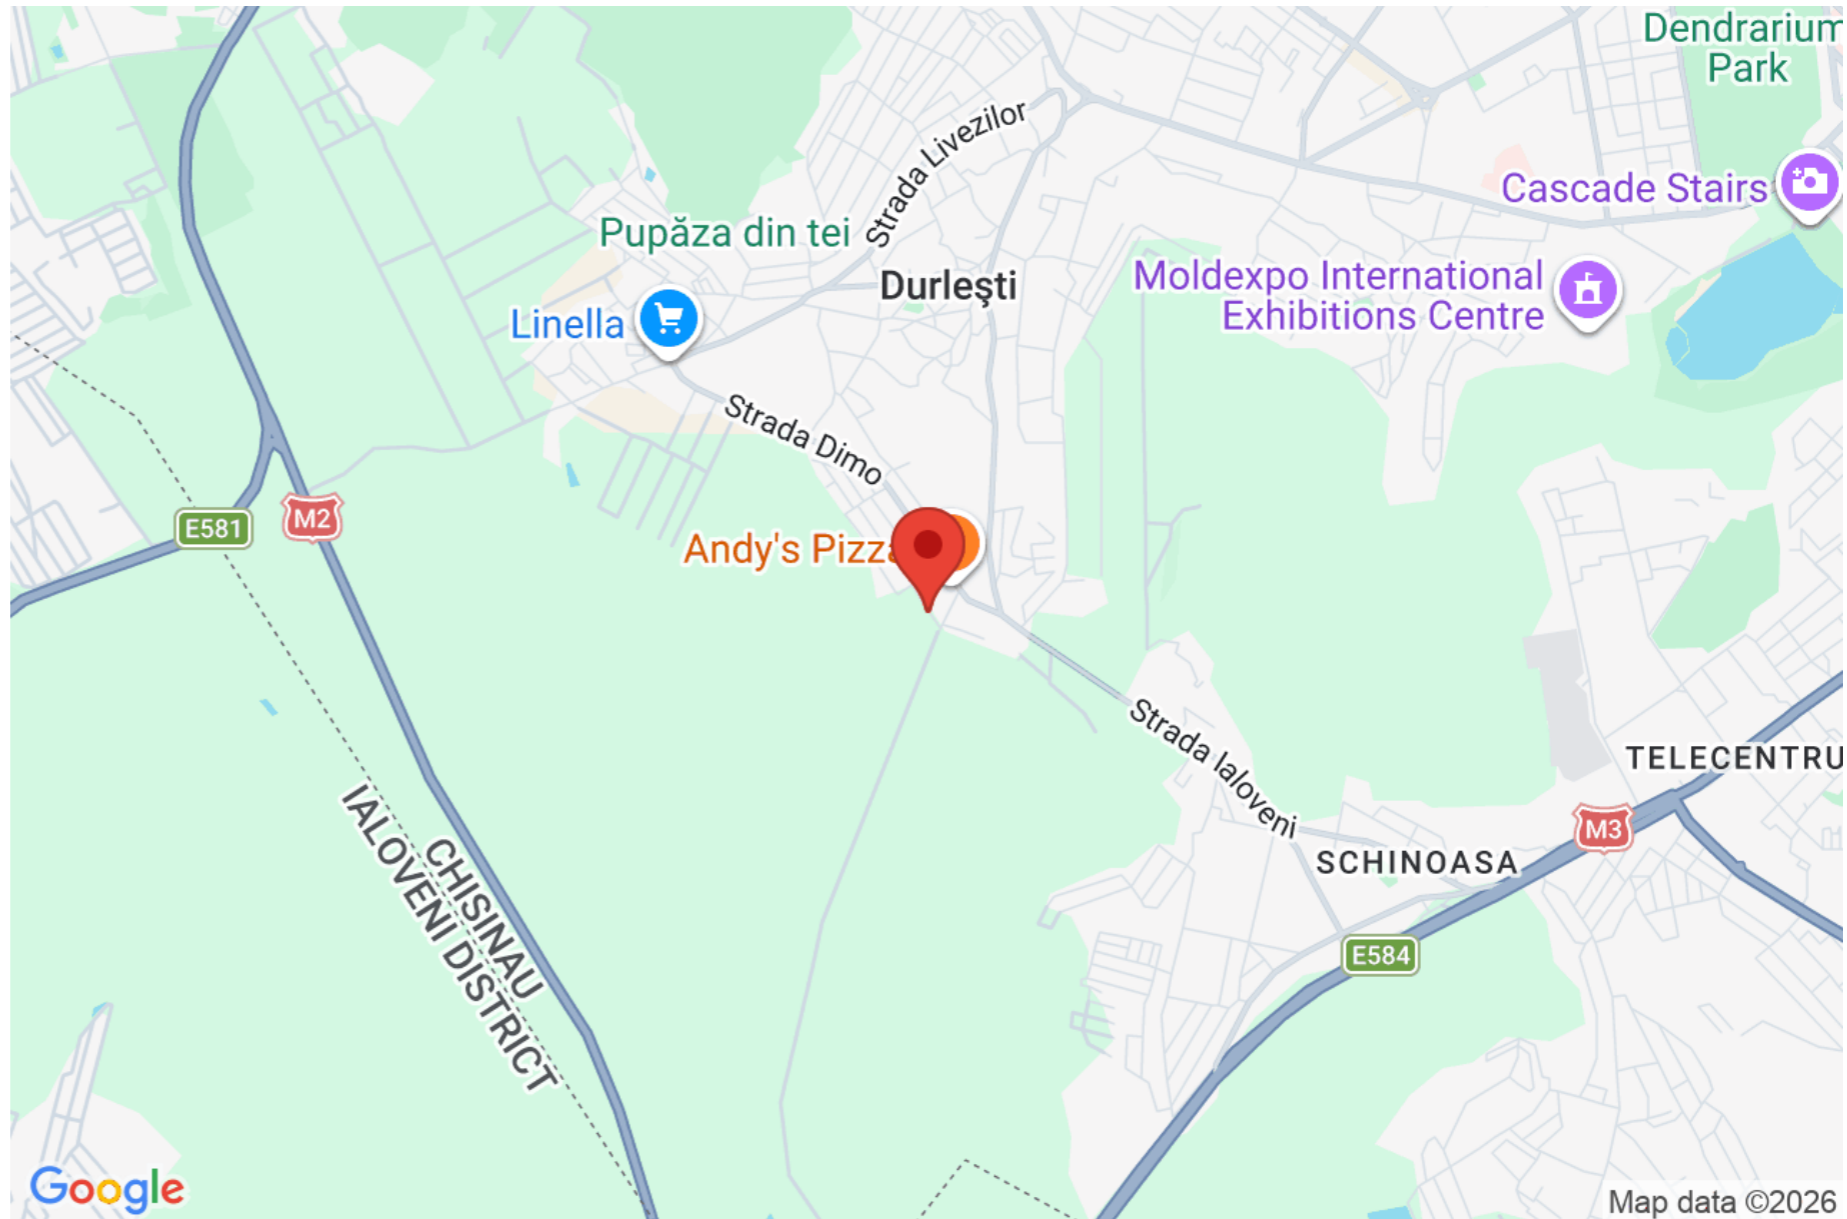 Dendrarium
Park
Strada Livezilor
Cascade Stairs
Pupăza din tei
Durleşti
Moldexpo International
Exhibitions Centre
Linella
Strada Dimo
E581
M2
Andy's Pizza
Strada Ialoveni
TELECENTRU
M3
SCHINOASA
CHISINAU
IALOVENI DISTRICT
E584
Google
Map data ©2026